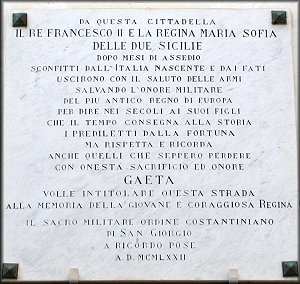 DA QUESTA CITTADELLA
IL RE FRANCESCO II E LA REGINA MARIA SOFIA
DELLE DUE SICILIE
DOPO MESI DI ASSEDIO
SCONFITTI DALL'ITALIA NASCENTE E DAI FATI
USCIRONO CON IL SALUTO DELLE ARMI
SALVANDO L'ONORE MILITARE
DEL PIU ANTICO REGNO DI EUROPA
PER DIRE NEI SECOLI AI SUOI FIGLI
CHE IL TEMPO CONSEGNA ALLA STORIA
I PREDILETTI DALLA FORTUNA
MA RISPETTA E RICORDA
ANCHE QUELLI CHE SEPPERO PERDERE
CON ONESTÀ SACRIFICIO ED ONORE
GAETA
VOLLE INTITOLARE QUESTA STRADA
ALLA MEMORIA DELLA GIOVANE E CORAGGIOSA REGINA
IL SACRO MILITARE ORDINE COSTANTINIANO
DI SAN GIORGIO
A RICORDO POSE
A.D. MCMLXXII